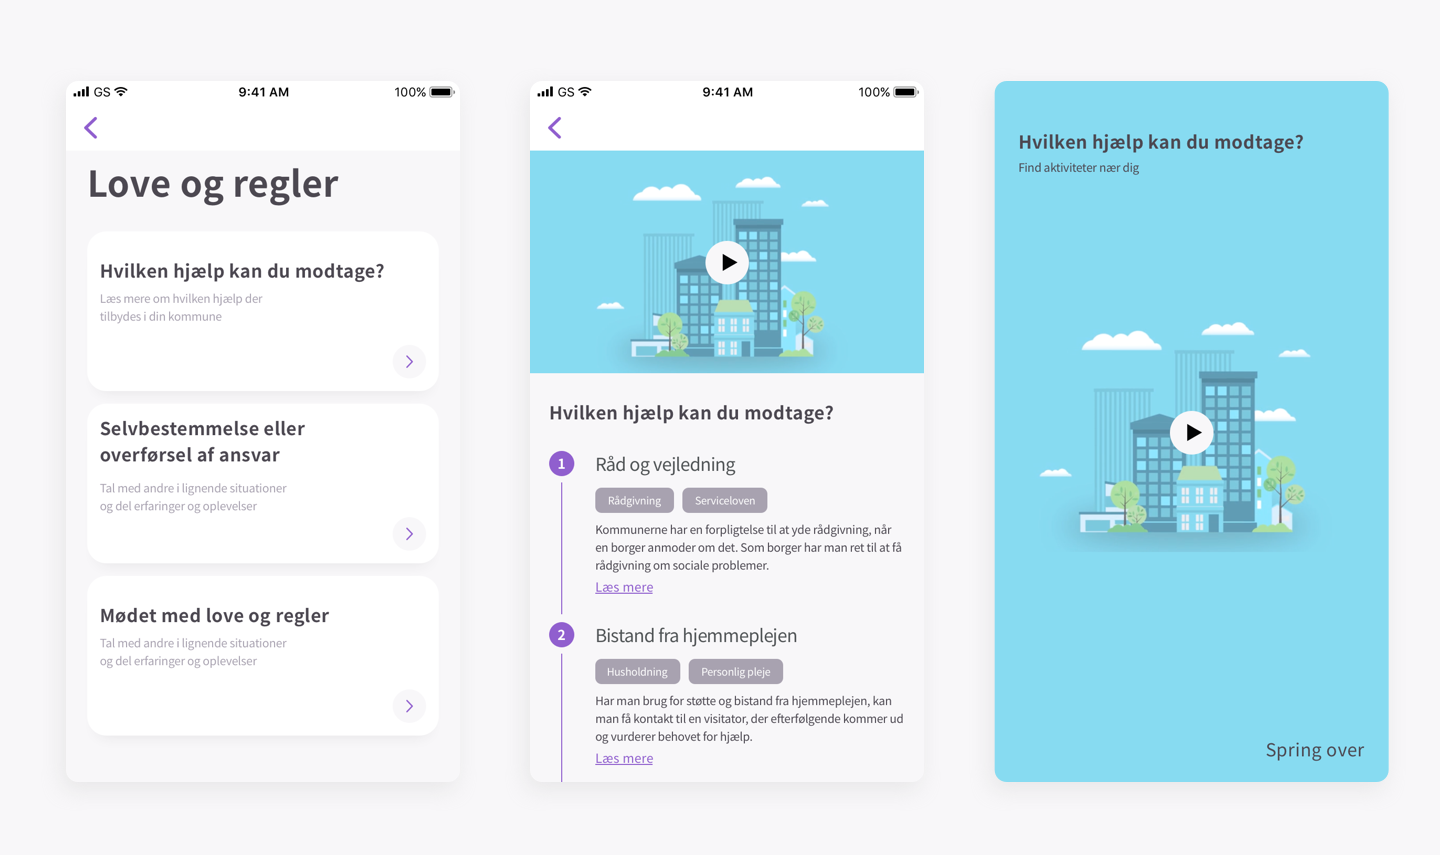 GS 9:41 AM 100%
Love og regler
Hvilken hjælp kan du modtage?
Læs mere om hvilken hjælp der
tilbydes i din kommune
Selvbestemmelse eller
overførsel af ansvar
Tal med andre i lignende situationer
og del erfaringer og oplevelser
Mødet med love og regler
Tal med andre i lignende situationer
og del erfaringer og oplevelser
GS 9:41 AM 100%
Hvilken hjælp kan du modtage?
1 Råd og vejledning
Rådgivning Serviceloven
Kommunerne har en forpligtelse til at yde rådgivning, når
en borger anmoder om det. Som borger har man ret til at få
rådgivning om sociale problemer.
Læs mere
2 Bistand fra hjemmeplejen
Husholdning Personlig pleje
Har man brug for støtte og bistand fra hjemmeplejen, kan
man få kontakt til en visitator, der efterfølgende kommer ud
og vurderer behovet for hjælp.
Læs mere
Hvilken hjælp kan du modtage?
Find aktiviteter nær dig
Spring over